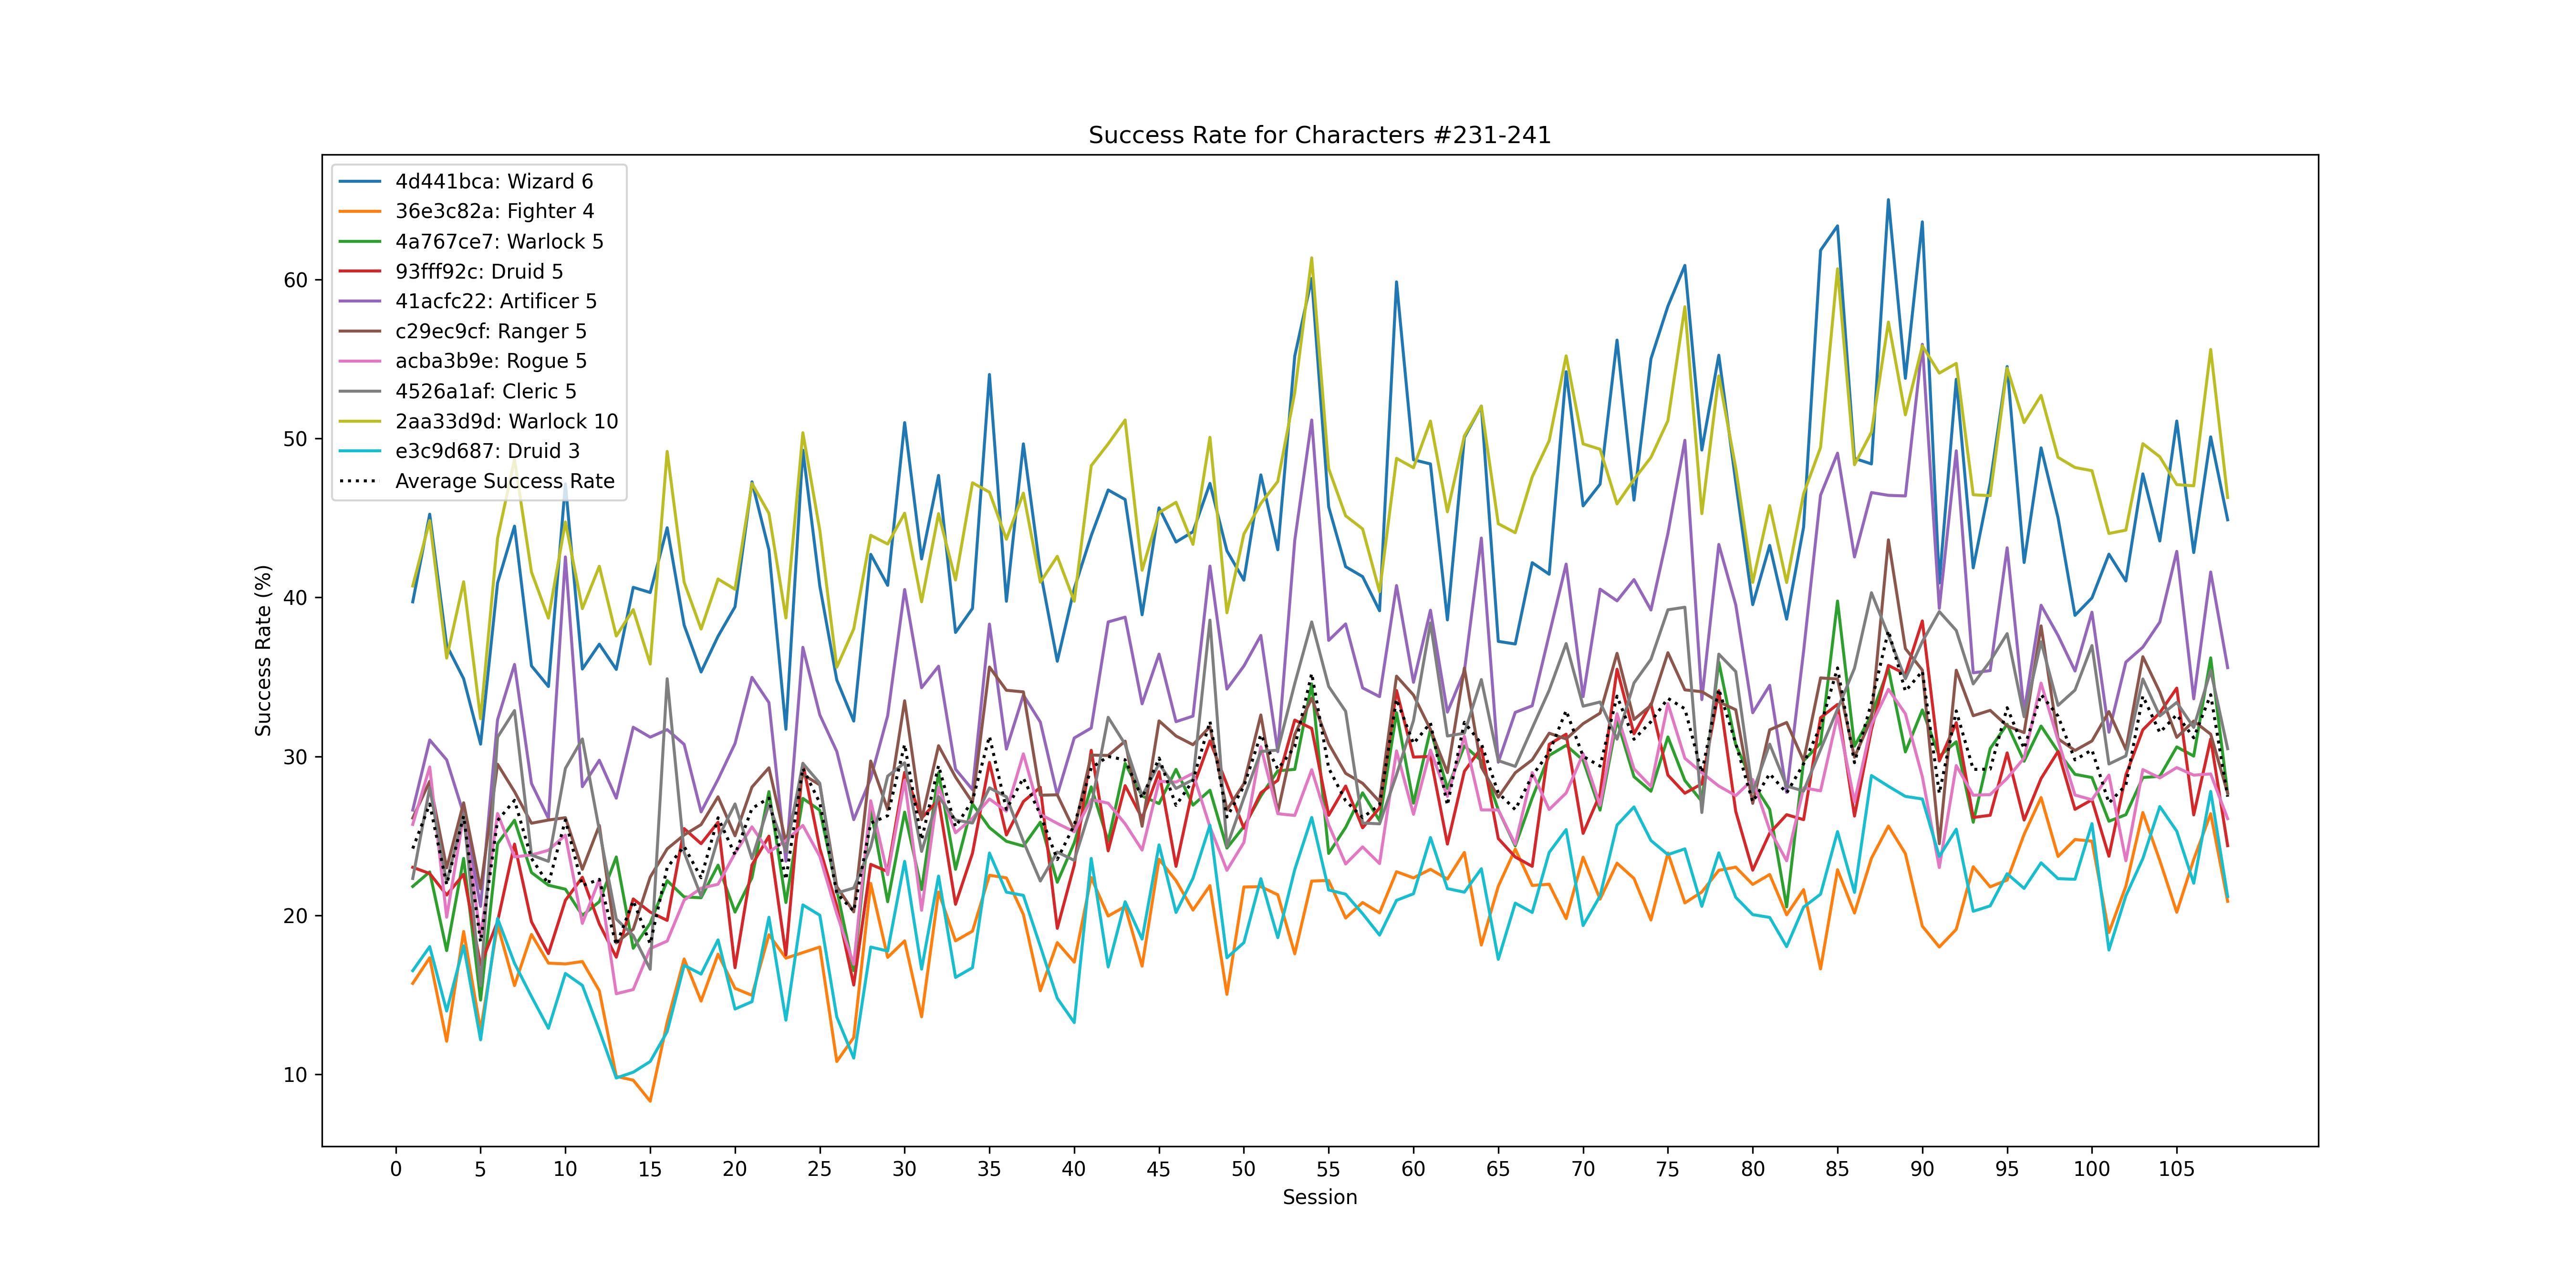 Success Rate for Characters #231-241
4d441bca: Wizard 6
36e3c82a: Fighter 4
4a767ce7: Warlock 5
93fff92c: Druid 5
41acfc22: Artificer 5
c29ec9cf: Ranger 5
acba3b9e: Rogue 5
4526a1af: Cleric 5
2aa33d9d: Warlock 10
e3c9d687: Druid 3
Average Success Rate
Success Rate (%)
60
50
40
30
20
10
0 5 10 15 20 25 30 35 40 45 50 55 60 65 70 75 80 85 90 95 100 105
Session